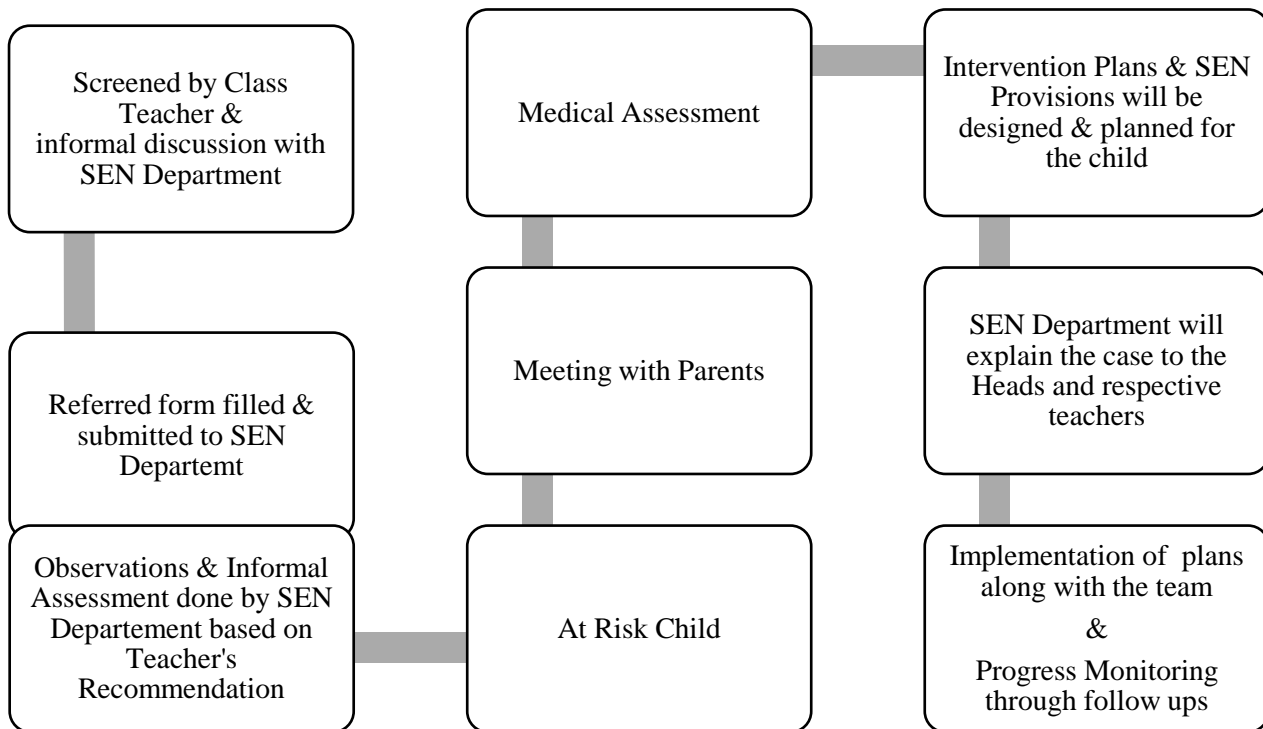 Screened by Class
Teacher &
informal discussion with
SEN Department
Referred form filled &
submitted to SEN
Departemt
Observations & Informal
Assessment done by SEN
Departement based on
Teacher's
Recommendation
At Risk Child
Meeting with Parents
Medical Assessment
Intervention Plans & SEN
Provisions will be
designed & planned for
the child
SEN Department will
explain the case to the
Heads and respective
teachers
Implementation of plans
along with the team
&
Progress Monitoring
through follow ups